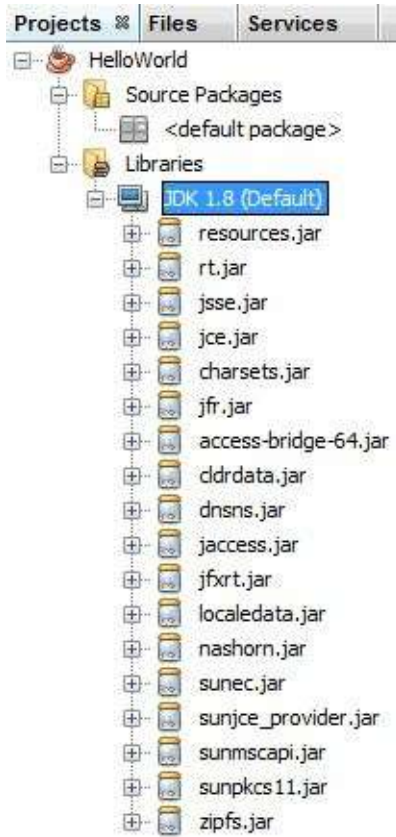 Projects Files Services
HelloWorld
Source Packages
<default package>
Libraries
JDK 1.8 (Default)
resources.jar
rt.jar
jsse.jar
jce.jar
charsets.jar
jfr.jar
access-bridge-64.jar
cldrdata.jar
dnsns.jar
jaccess.jar
jfxrt.jar
localedata.jar
nashorn.jar
sunec.jar
sunjce_provider.jar
sunmscapi.jar
sunpkcs11.jar
zipfs.jar